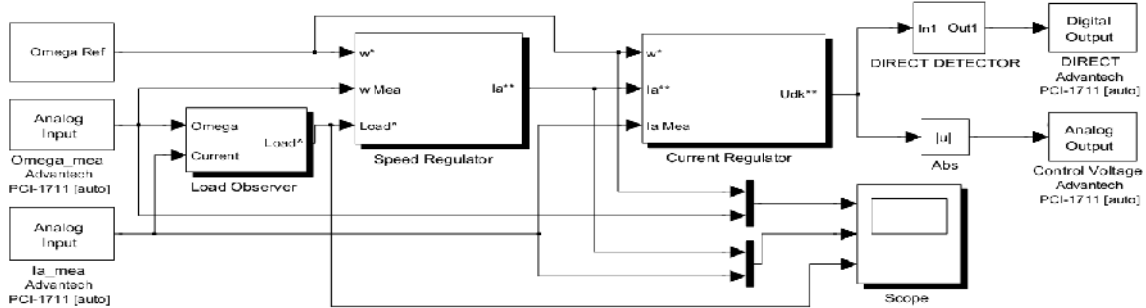 Omega Ref
Analog
Input
Omega_mea
Advantech
PCI-1711 [auto]
Analog
Input
Ia_mea
Advantech
PCI-1711 [auto]
Omega
Current
Load^
Load Observer
w*
w Mea
Load^
Ia**
Speed Regulator
w*
Ia**
Ia Mea
Udk**
Current Regulator
In1 Out1
DIRECT DETECTOR
Digital
Output
DIRECT
Advantech
PCI-1711 [auto]
|u|
Abs
Analog
Output
Control Voltage
Advantech
PCI-1711 [auto]
Scope